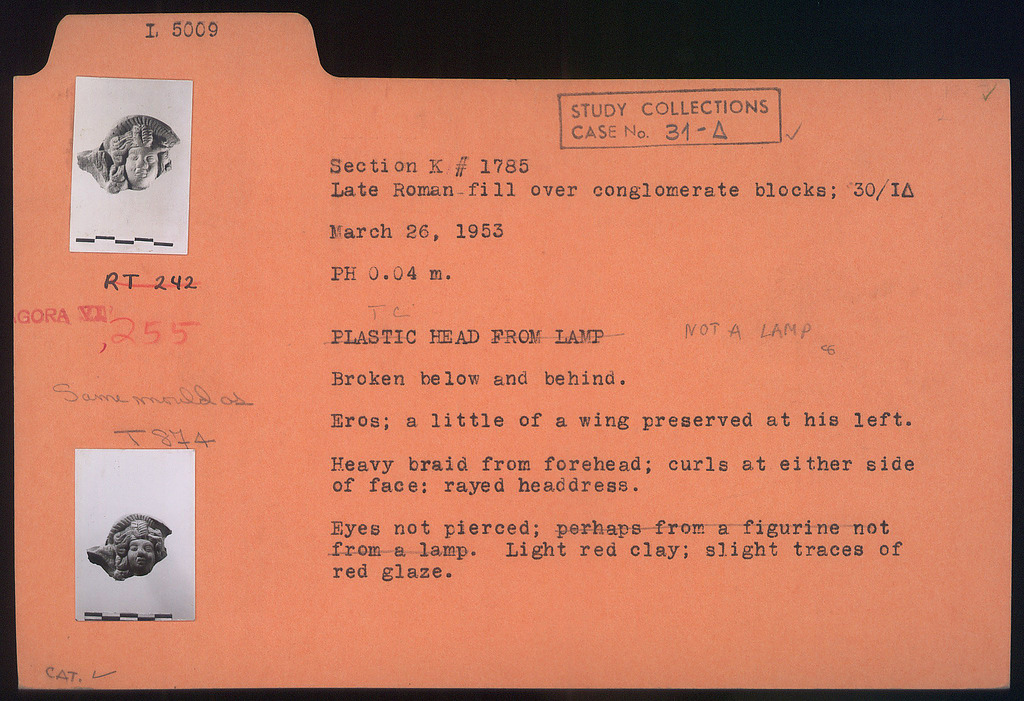 L 5009
STUDY COLLECTIONS
CASE No. 31-Δ
Section K # 1785
Late Roman fill over conglomerate blocks; 30/IΔ
March 26, 1953
PH 0.04 m.
RT 242
GORA VI
, 255
TC
PLASTIC HEAD FROM LAMP
NOT A LAMP
Broken below and behind.
Same mould as
T 874
Eros; a little of a wing preserved at his left.
Heavy braid from forehead; curls at either side
of face; rayed headdress.
Eyes not pierced; perhaps from a figurine not
from a lamp. Light red clay; slight traces of
red glaze.
CAT.